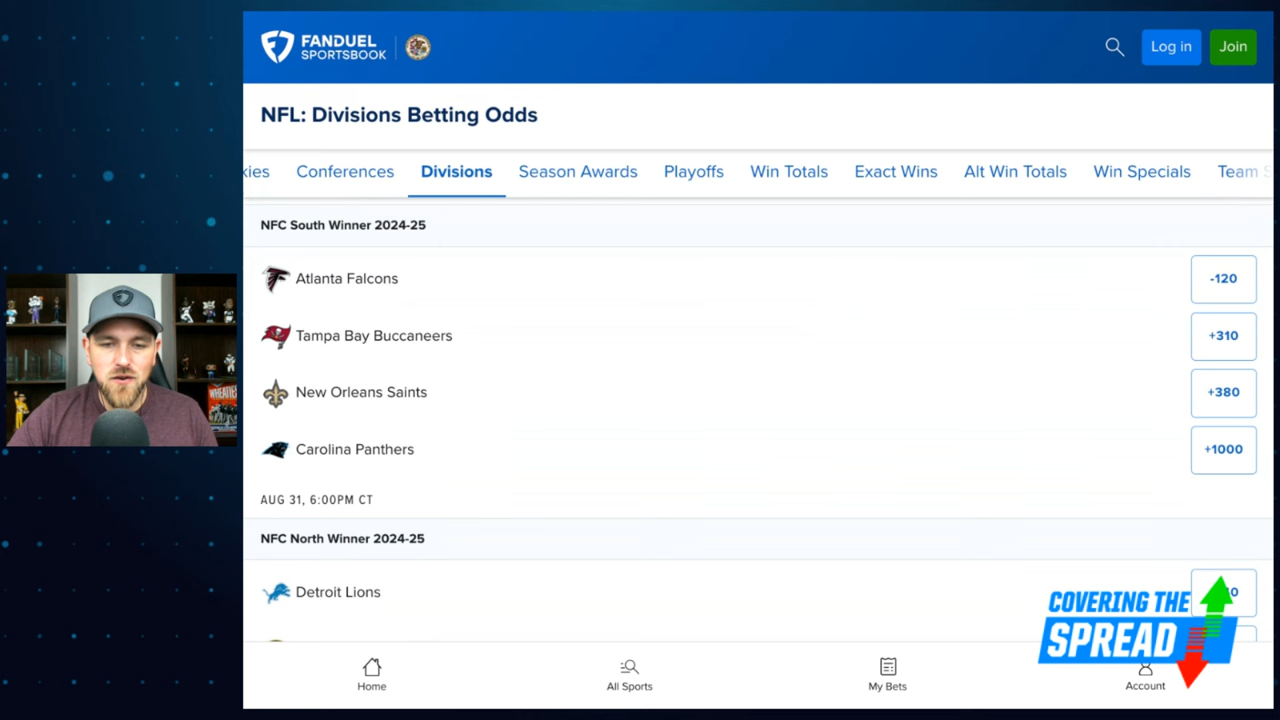 FANDUEL
SPORTSBOOK
Log in
Join
NFL: Divisions Betting Odds
kies Conferences Divisions Season Awards Playoffs Win Totals Exact Wins Alt Win Totals Win Specials Team S
NFC South Winner 2024-25
Atlanta Falcons -120
Tampa Bay Buccaneers +310
New Orleans Saints +380
Carolina Panthers +1000
AUG 31, 6:00PM CT
NFC North Winner 2024-25
Detroit Lions
COVERING THE
SPREAD
Home All Sports My Bets Account
WHEATIES